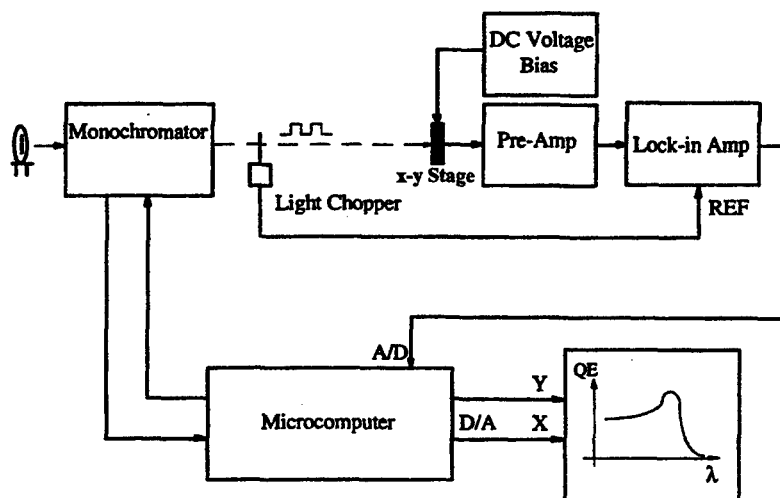 DC Voltage
Bias
Monochromator
Pre-Amp
Lock-in Amp
x-y Stage
Light Chopper
REF
A/D
Microcomputer
Y
D/A
X
QE
λ